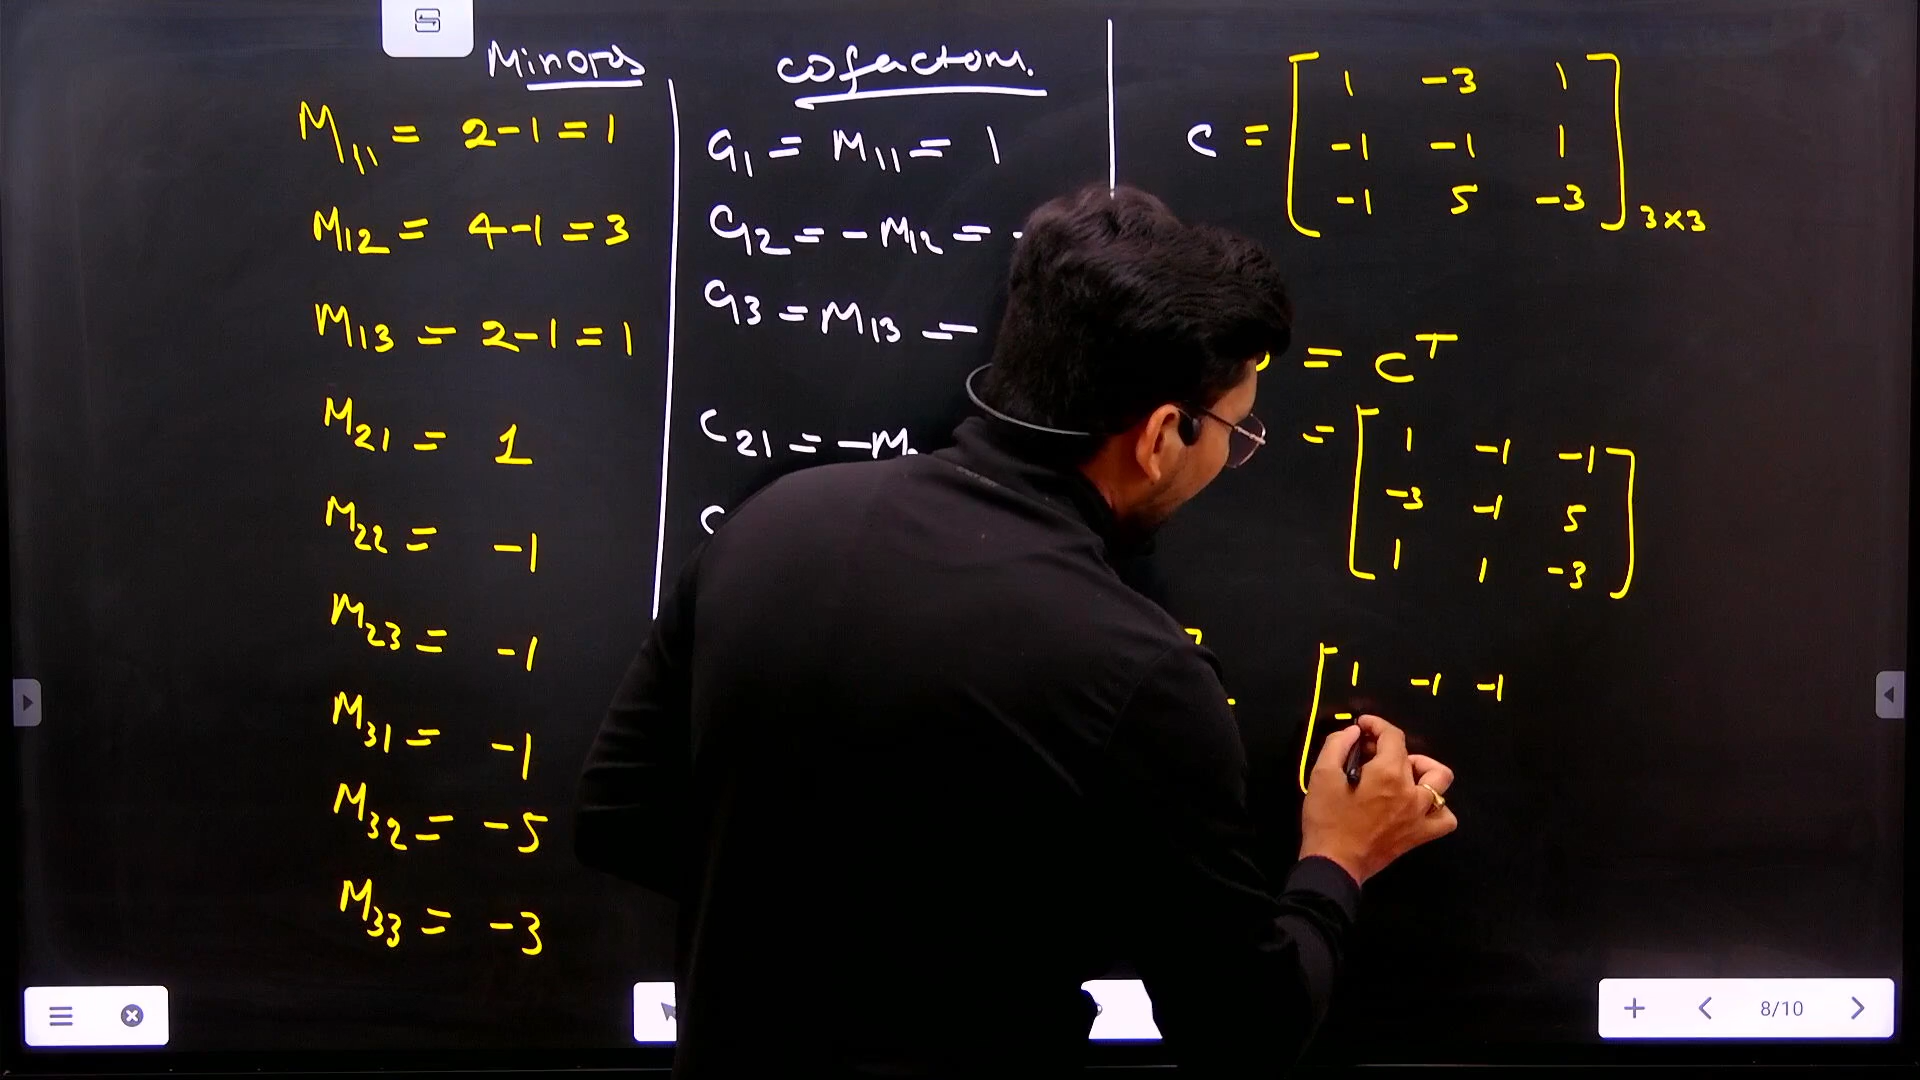 Minors
M11 = 2-1 = 1
M12 = 4-1 = 3
M13 = 2-1 = 1
M21 = 1
M22 = -1
M23 = -1
M31 = -1
M32 = -5
M33 = -3
cofactors.
C11 = M11 = 1
C12 = -M12 = -
C13 = M13 =
C21 = -M
C
C = [ 1 -3 1
-1 -1 1
-1 5 -3 ] 3x3
= C^T
= [ 1 -1 -1
-3 -1 5
1 1 -3 ]
[ 1 -1 -1
-
8/10